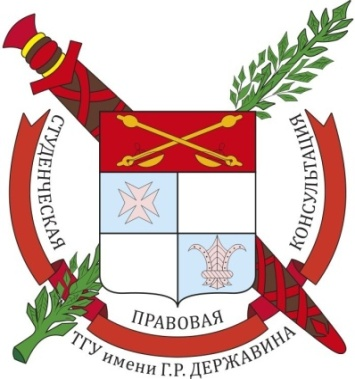 СТУДЕНЧЕСКАЯ
ПРАВОВАЯ
КОНСУЛЬТАЦИЯ
ТГУ имени Г.Р. ДЕРЖАВИНА